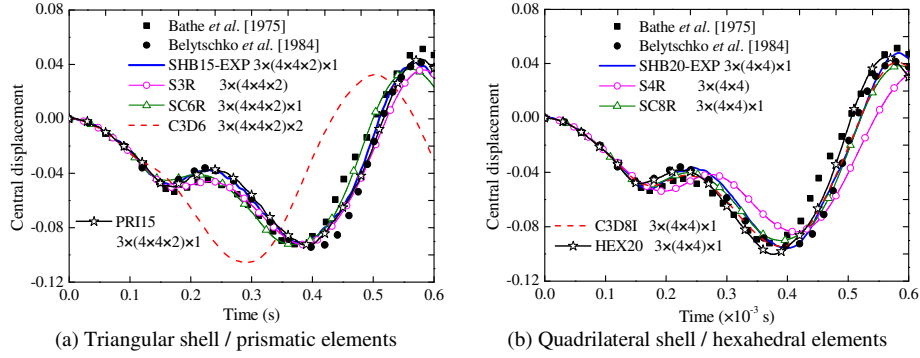 Bathe et al. [1975]
Belytschko et al. [1984]
SHB15-EXP 3×(4×4×2)×1
S3R 3×(4×4×2)
SC6R 3×(4×4×2)×1
C3D6 3×(4×4×2)×2
PRI15
3×(4×4×2)×1
0.08
0.04
0.00
-0.04
-0.08
-0.12
Central displacement
0.0 0.1 0.2 0.3 0.4 0.5 0.6
Time (s)
(a) Triangular shell / prismatic elements
Bathe et al. [1975]
Belytschko et al. [1984]
SHB20-EXP 3×(4×4)×1
S4R 3×(4×4)
SC8R 3×(4×4)×1
C3D8I 3×(4×4)×1
HEX20 3×(4×4)×1
0.08
0.04
0.00
-0.04
-0.08
-0.12
Central displacement
0.0 0.1 0.2 0.3 0.4 0.5 0.6
Time (×10⁻³ s)
(b) Quadrilateral shell / hexahedral elements